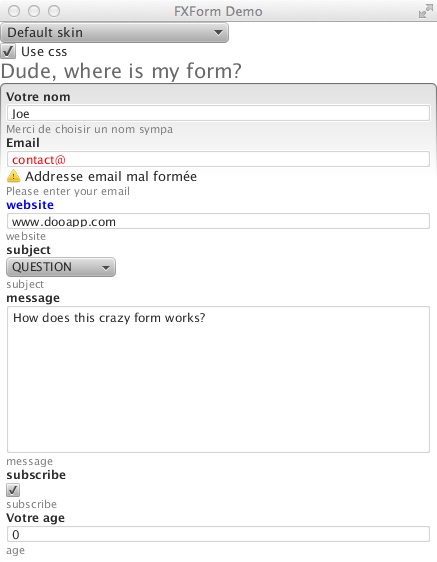 FXForm Demo
Default skin
Use css
Dude, where is my form?
Votre nom
Joe
Merci de choisir un nom sympa
Email
contact@
Addresse email mal formée
Please enter your email
website
www.dooapp.com
website
subject
QUESTION
subject
message
How does this crazy form works?
message
subscribe
subscribe
Votre age
0
age